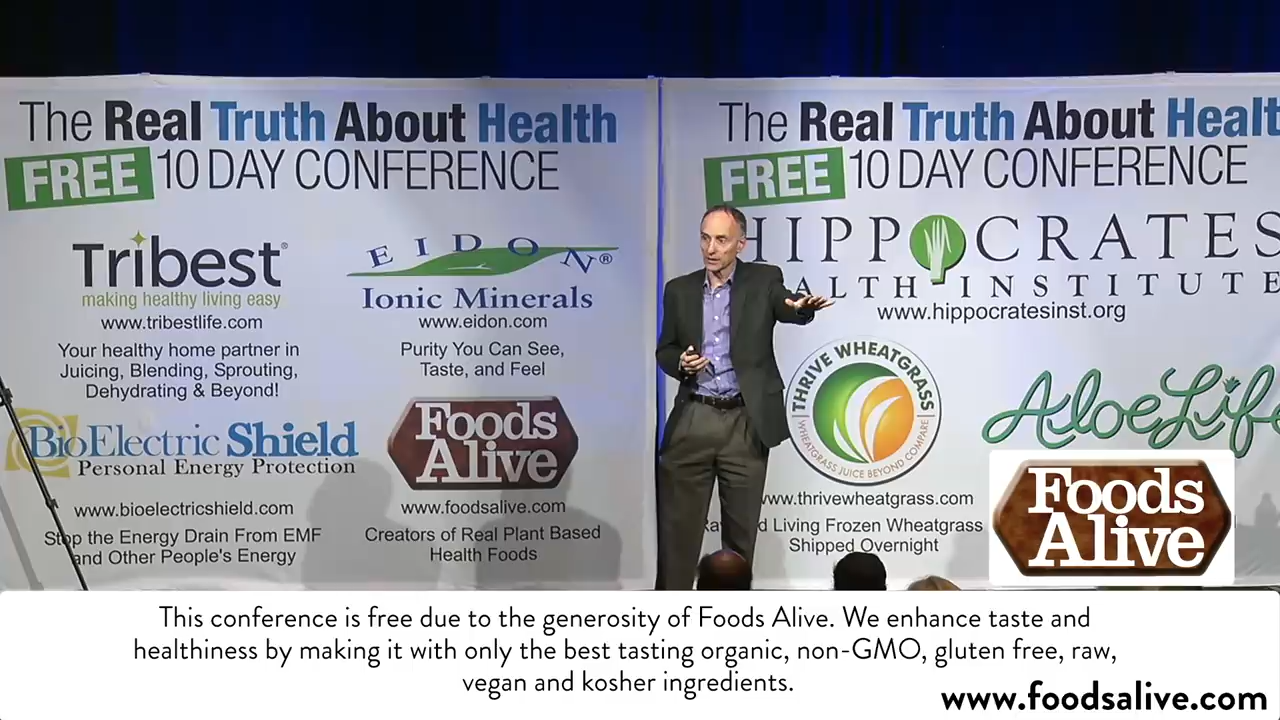 The Real Truth About Health
FREE 10 DAY CONFERENCE
Tribest®
making healthy living easy
www.tribestlife.com
Your healthy home partner in
Juicing, Blending, Sprouting,
Dehydrating & Beyond!
EIDON®
Ionic Minerals
www.eidon.com
Purity You Can See,
Taste, and Feel
BioElectric Shield
Personal Energy Protection
www.bioelectricshield.com
Stop the Energy Drain From EMF
and Other People's Energy
Foods
Alive
www.foodsalive.com
Creators of Real Plant Based
Health Foods
The Real Truth About Healt
FREE 10 DAY CONFERENCE
HIPPOCRATES
ALTH INSTITUTE
www.hippocratesinst.org
THRIVE WHEATGRASS
WHEATGRASS JUICE BEYOND COMPARE
www.thrivewheatgrass.com
Living Frozen Wheatgrass
Shipped Overnight
AloeLife
Foods
Alive
This conference is free due to the generosity of Foods Alive. We enhance taste and
healthiness by making it with only the best tasting organic, non-GMO, gluten free, raw,
vegan and kosher ingredients.
www.foodsalive.com